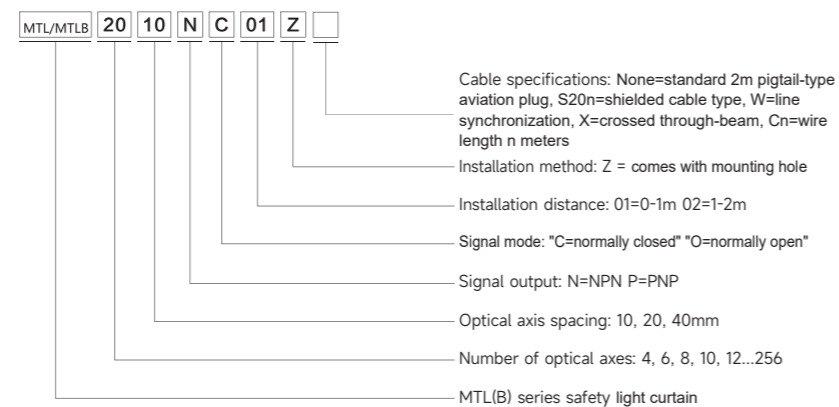 MTL/MTLB 20 10 N C 01 Z
Cable specifications: None=standard 2m pigtail-type
aviation plug, S20n=shielded cable type, W=line
synchronization, X=crossed through-beam, Cn=wire
length n meters
Installation method: Z = comes with mounting hole
Installation distance: 01=0-1m 02=1-2m
Signal mode: "C=normally closed" "O=normally open"
Signal output: N=NPN P=PNP
Optical axis spacing: 10, 20, 40mm
Number of optical axes: 4, 6, 8, 10, 12...256
MTL(B) series safety light curtain